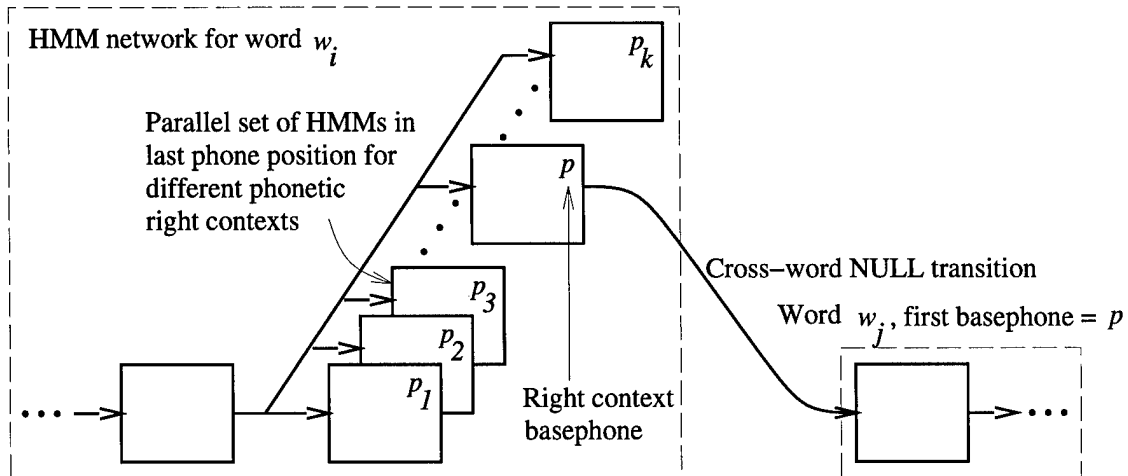 HMM network for word w_i
p_k
Parallel set of HMMs in
last phone position for
different phonetic
right contexts
p
Cross-word NULL transition
p_3
Word w_j, first basephone = p
p_2
p_1
Right context
basephone